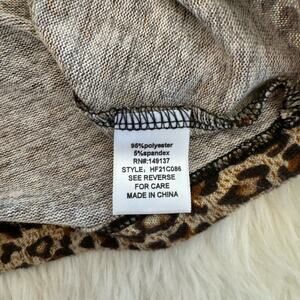 95%polyester
5%spandex
RN#:149137
STYLE: HF21C086
SEE REVERSE
FOR CARE
MADE IN CHINA